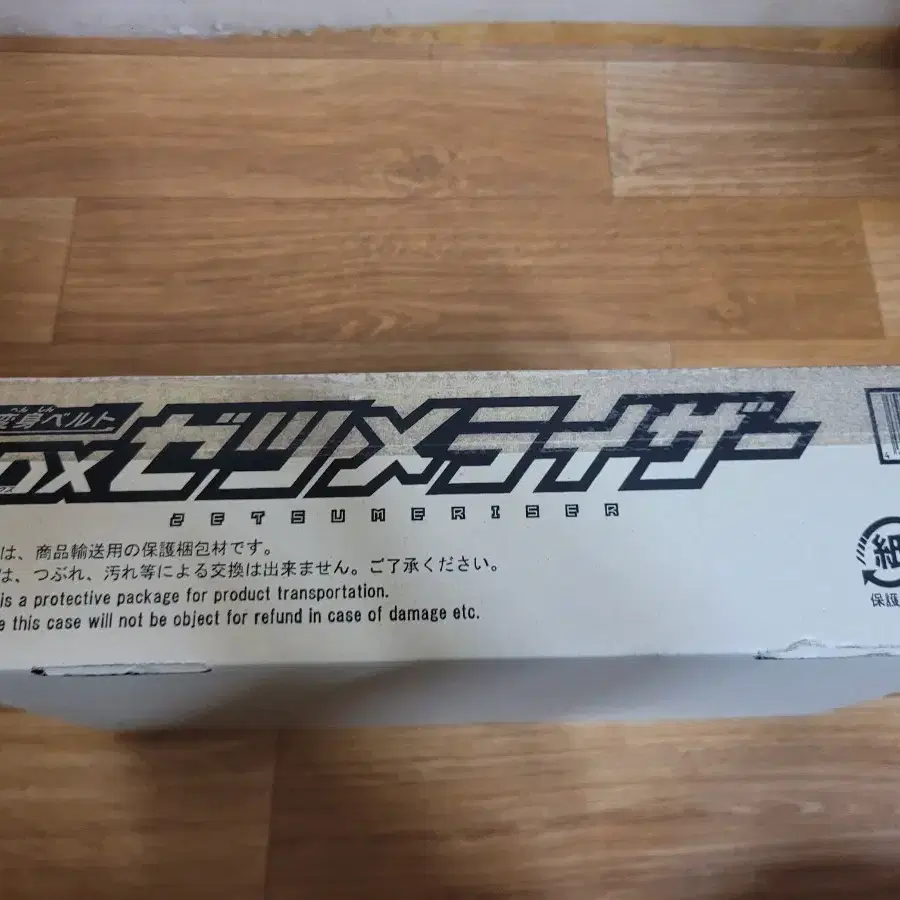 変身ベルト
DXゼツメライザー
ZETSUMERISER
は、商品輸送用の保護梱包材です。
は、つぶれ、汚れ等による交換は出来ません。ご了承ください。
is a protective package for product transportation.
e this case will not be object for refund in case of damage etc.
紙
保護